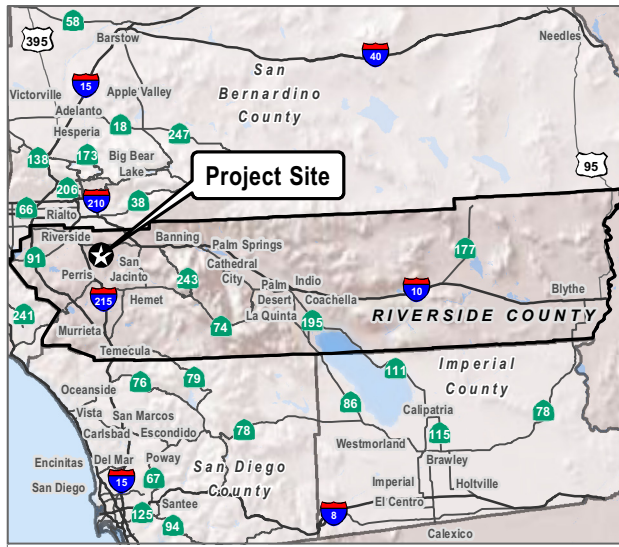 58
395
Barstow
Needles
40
15
San
Bernardino
County
Victorville
Apple Valley
Adelanto
Hesperia
18
247
138
173
Big Bear
Lake
95
206
210
38
Project Site
66
Rialto
Riverside
Banning
Palm Springs
177
91
San
Jacinto
Cathedral
City
Perris
243
Indio
10
215
Hemet
Palm
Desert
Coachella
Blythe
La Quinta
RIVERSIDE COUNTY
241
Murrieta
74
195
Temecula
Imperial
County
111
Oceanside
76
79
86
Vista
San Marcos
Calipatria
78
Carlsbad
Escondido
78
115
Westmorland
Encinitas
Del Mar
Poway
San Diego
County
Brawley
San Diego
15
67
Imperial
Holtville
Santee
El Centro
125
94
8
Calexico